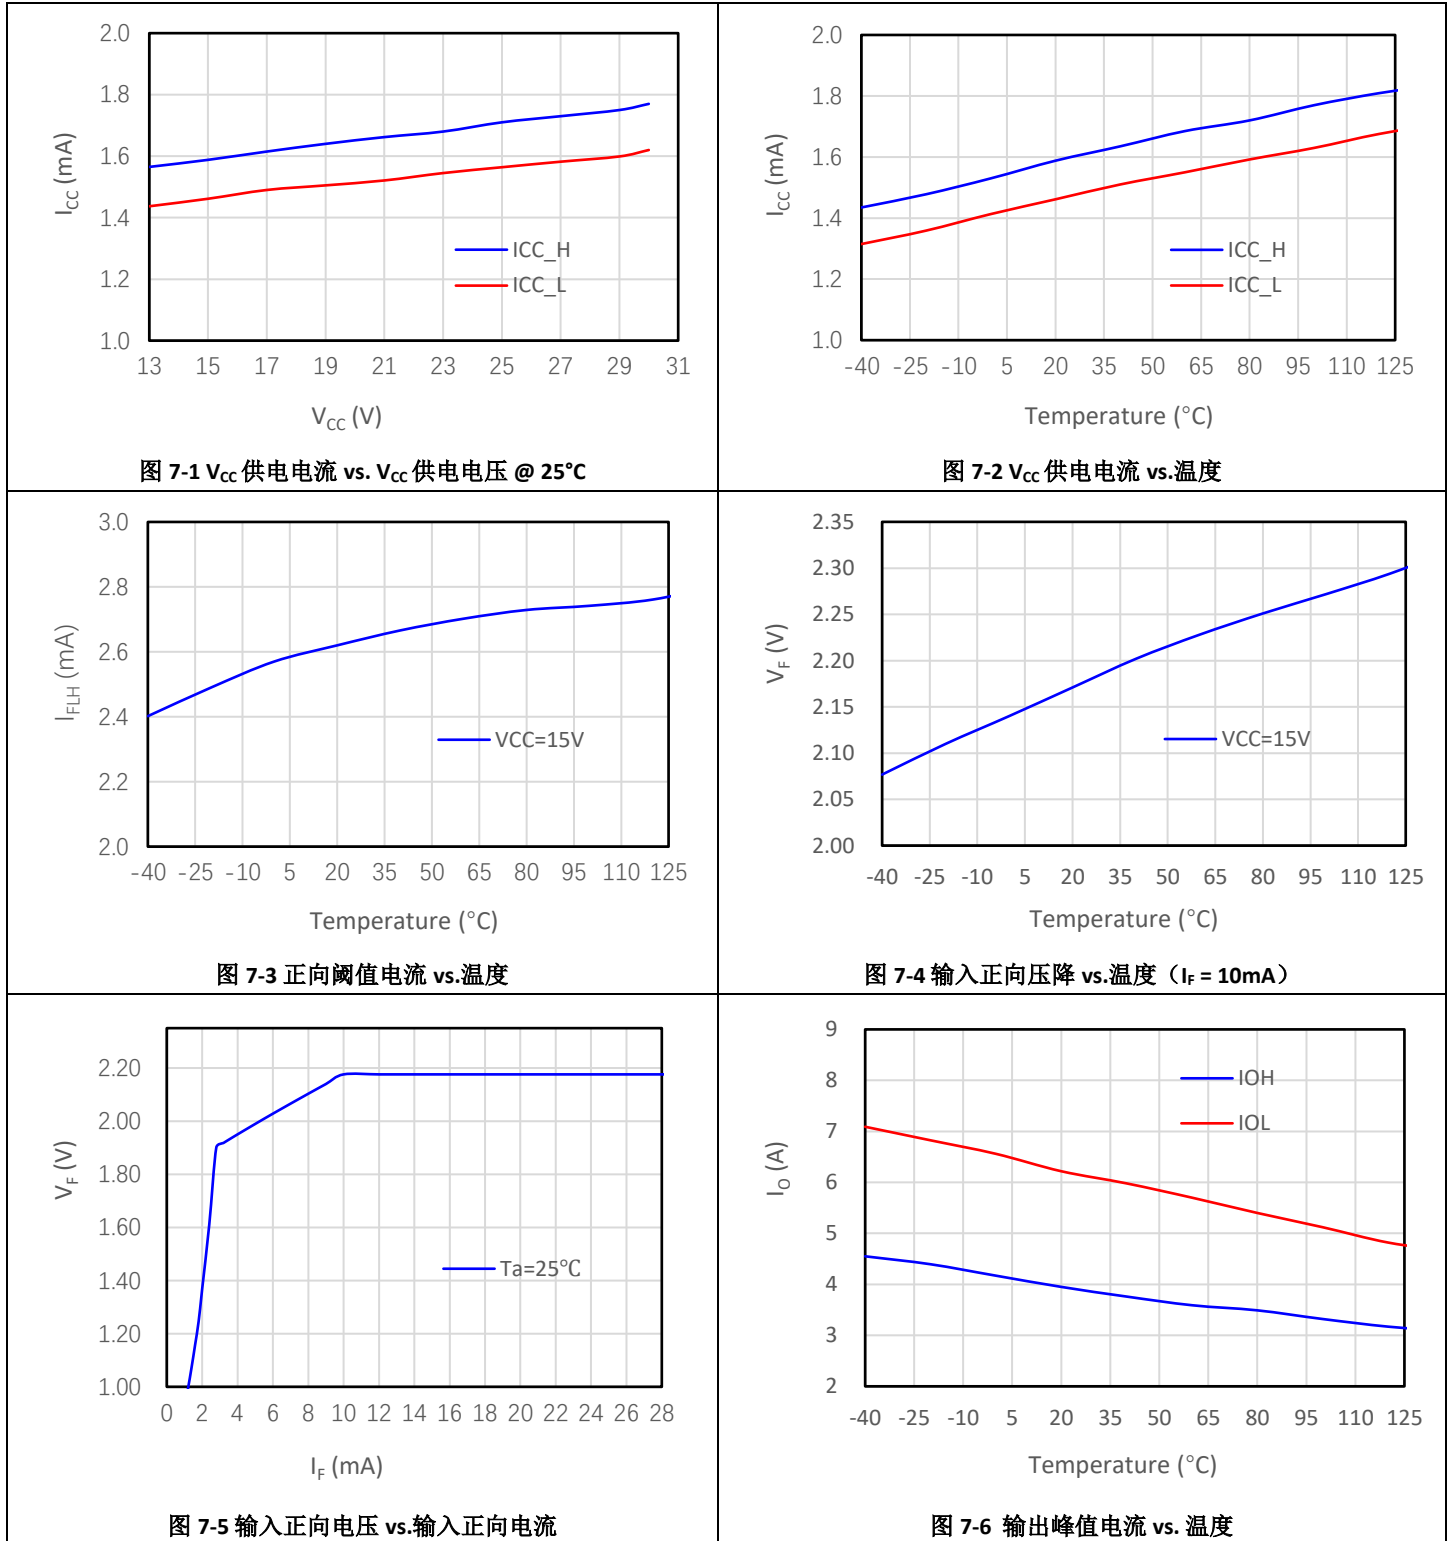 2.0
1.8
1.6
1.4
1.2
1.0
I_CC (mA)
ICC_H
ICC_L
13 15 17 19 21 23 25 27 29 31
V_CC (V)
图 7-1 V_CC 供电电流 vs. V_CC 供电电压 @ 25°C
2.0
1.8
1.6
1.4
1.2
1.0
I_CC (mA)
ICC_H
ICC_L
-40 -25 -10 5 20 35 50 65 80 95 110 125
Temperature (°C)
图 7-2 V_CC 供电电流 vs.温度
3.0
2.8
2.6
2.4
2.2
2.0
I_FLH (mA)
VCC=15V
-40 -25 -10 5 20 35 50 65 80 95 110 125
Temperature (°C)
图 7-3 正向阈值电流 vs.温度
2.35
2.30
2.25
2.20
2.15
2.10
2.05
2.00
V_F (V)
VCC=15V
-40 -25 -10 5 20 35 50 65 80 95 110 125
Temperature (°C)
图 7-4 输入正向压降 vs.温度（I_F = 10mA）
2.20
2.00
1.80
1.60
1.40
1.20
1.00
V_F (V)
Ta=25℃
0 2 4 6 8 10 12 14 16 18 20 22 24 26 28
I_F (mA)
图 7-5 输入正向电压 vs.输入正向电流
9
8
7
6
5
4
3
2
I_O (A)
IOH
IOL
-40 -25 -10 5 20 35 50 65 80 95 110 125
Temperature (°C)
图 7-6 输出峰值电流 vs. 温度